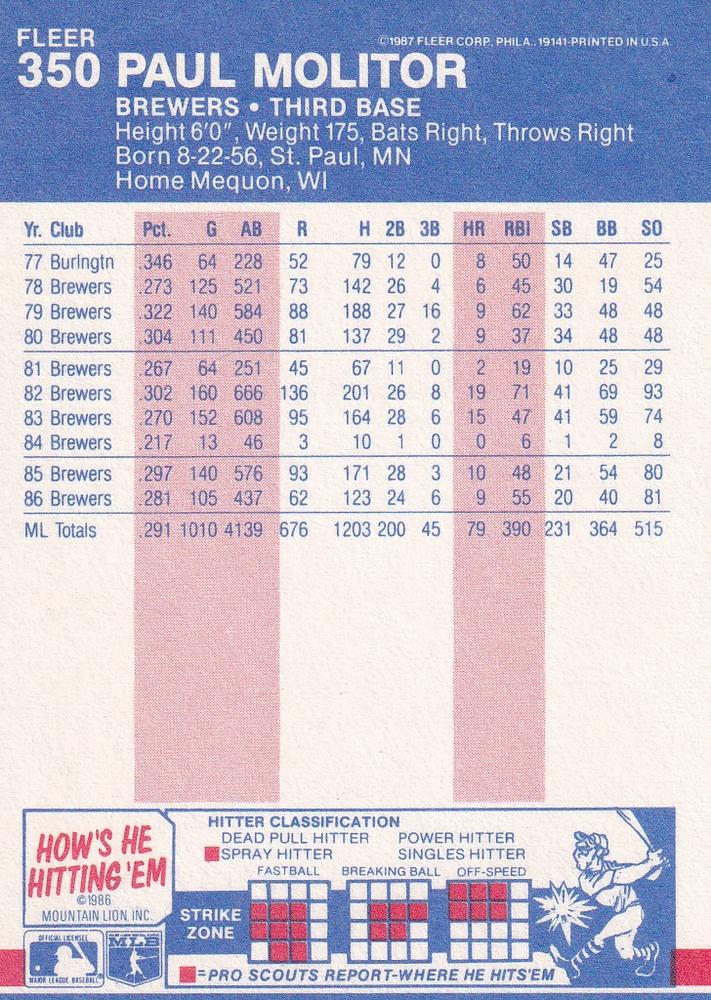 FLEER
©1987 FLEER CORP. PHILA., 19141-PRINTED IN U.S.A.
350 PAUL MOLITOR
BREWERS • THIRD BASE
Height 6'0", Weight 175, Bats Right, Throws Right
Born 8-22-56, St. Paul, MN
Home Mequon, WI
Yr. Club Pct. G AB R H 2B 3B HR RBI SB BB SO
77 Burlngtn .346 64 228 52 79 12 0 8 50 14 47 25
78 Brewers .273 125 521 73 142 26 4 6 45 30 19 54
79 Brewers .322 140 584 88 188 27 16 9 62 33 48 48
80 Brewers .304 111 450 81 137 29 2 9 37 34 48 48
81 Brewers .267 64 251 45 67 11 0 2 19 10 25 29
82 Brewers .302 160 666 136 201 26 8 19 71 41 69 93
83 Brewers .270 152 608 95 164 28 6 15 47 41 59 74
84 Brewers .217 13 46 3 10 1 0 0 6 1 2 8
85 Brewers .297 140 576 93 171 28 3 10 48 21 54 80
86 Brewers .281 105 437 62 123 24 6 9 55 20 40 81
ML Totals .291 1010 4139 676 1203 200 45 79 390 231 364 515
HOW'S HE
HITTING 'EM
©1986
MOUNTAIN LION, INC.
HITTER CLASSIFICATION
DEAD PULL HITTER POWER HITTER
SPRAY HITTER SINGLES HITTER
FASTBALL BREAKING BALL OFF-SPEED
STRIKE
ZONE
=PRO SCOUTS REPORT-WHERE HE HITS 'EM
OFFICIAL LICENSEE
MAJOR LEAGUE BASEBALL
MLB